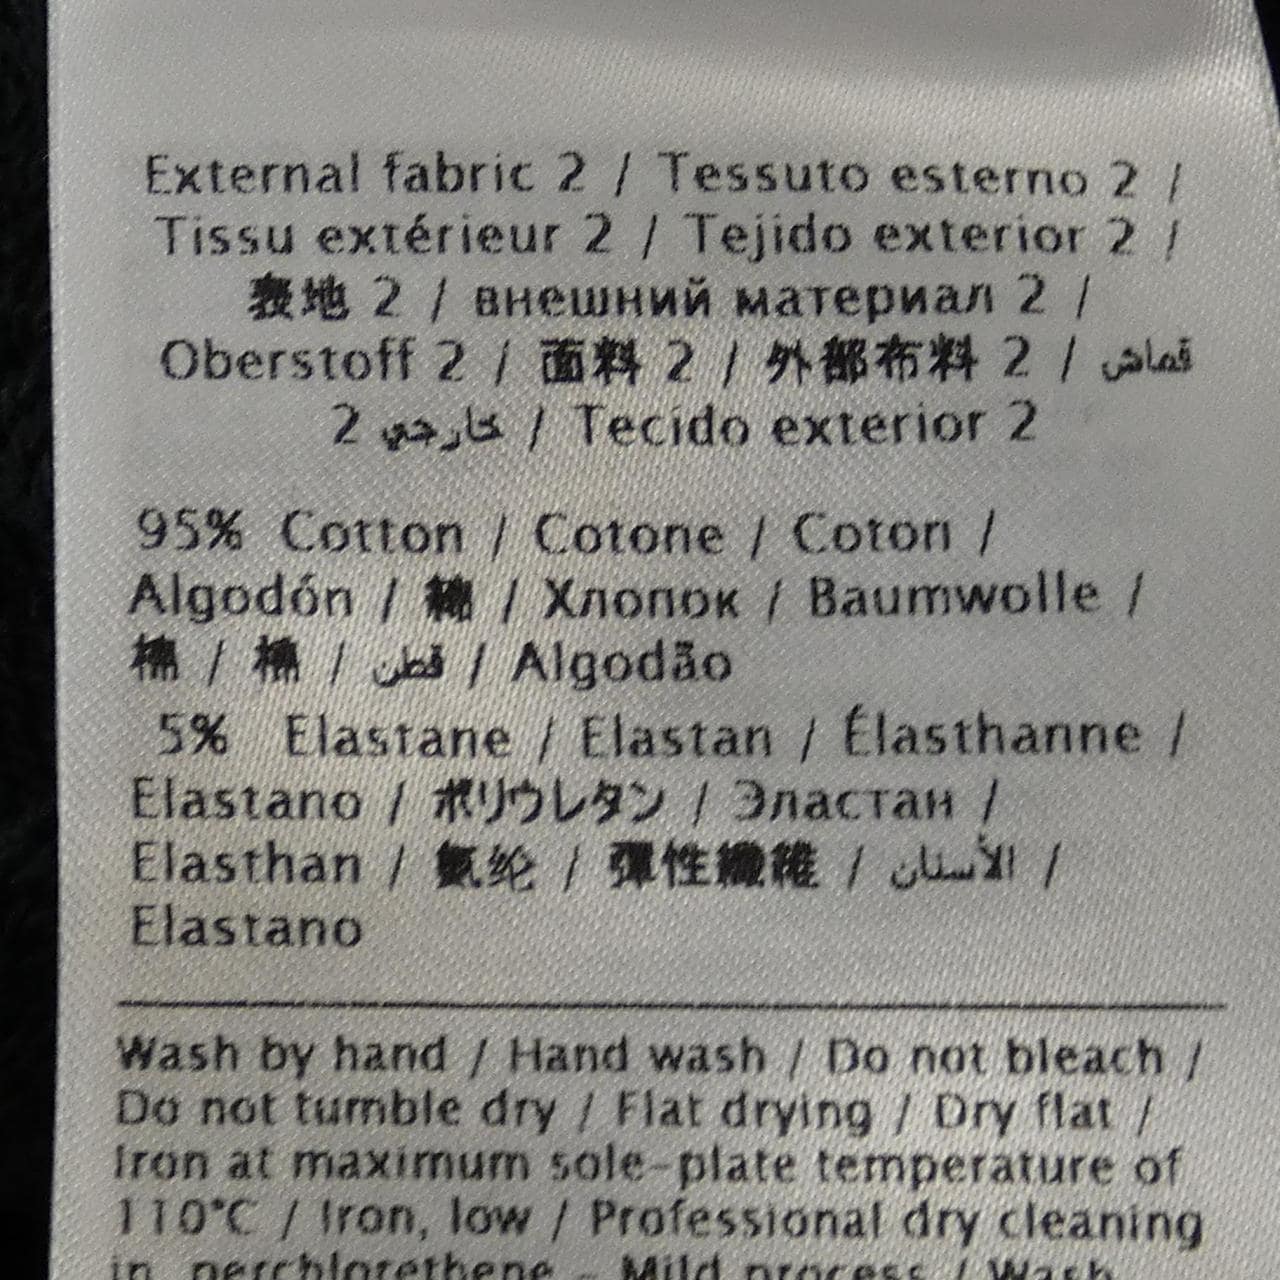 External fabric 2 / Tessuto esterno 2 /
Tissu extérieur 2 / Tejido exterior 2 /
表地 2 / внешний материал 2 /
Oberstoff 2 / 面料 2 / 外部布料 2 / قماش
خارجي 2 / Tecido exterior 2
95% Cotton / Cotone / Coton /
Algodón / 綿 / Хлопок / Baumwolle /
棉 / 棉 / قطن / Algodão
5% Elastane / Elastan / Élasthanne /
Elastano / ポリウレタン / Эластан /
Elasthan / 氨纶 / 彈性纖維 / الأستان /
Elastano
Wash by hand / Hand wash / Do not bleach /
Do not tumble dry / Flat drying / Dry flat /
Iron at maximum sole-plate temperature of
110°C / Iron, low / Professional dry cleaning
in perchlorethene - Mild process / Wash